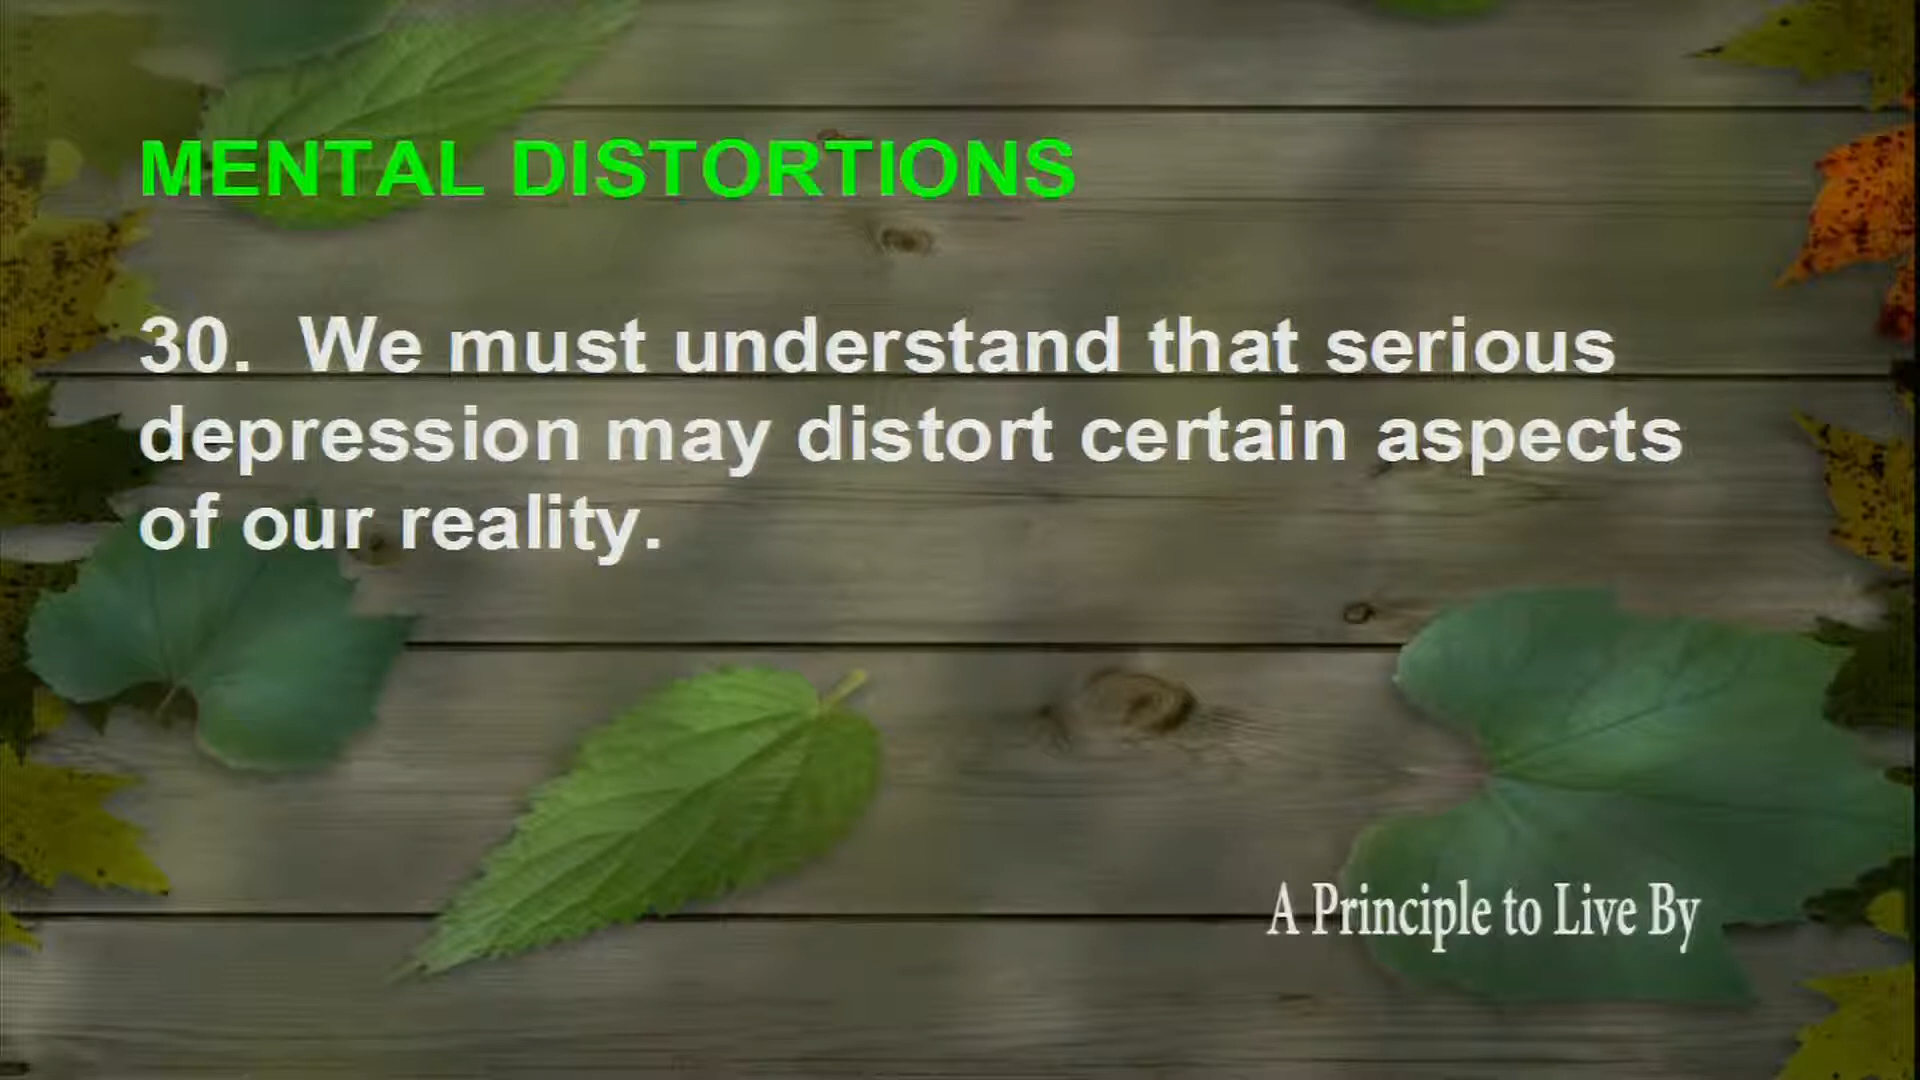 MENTAL DISTORTIONS
30. We must understand that serious
depression may distort certain aspects
of our reality.
A Principle to Live By